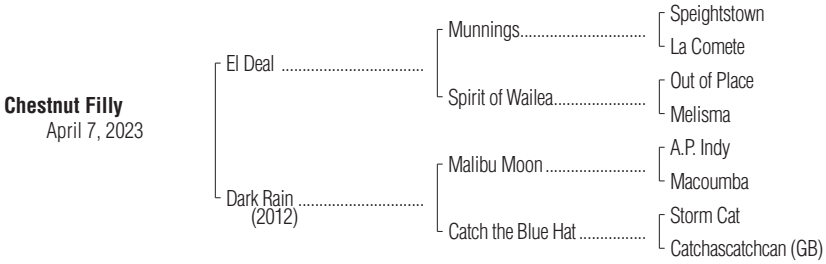 Chestnut Filly
April 7, 2023
El Deal ..................................
Dark Rain ..............................
(2012)
Munnings..............................
Spirit of Wailea......................
Malibu Moon ........................
Catch the Blue Hat ................
Speightstown
La Comete
Out of Place
Melisma
A.P. Indy
Macoumba
Storm Cat
Catchascatchcan (GB)